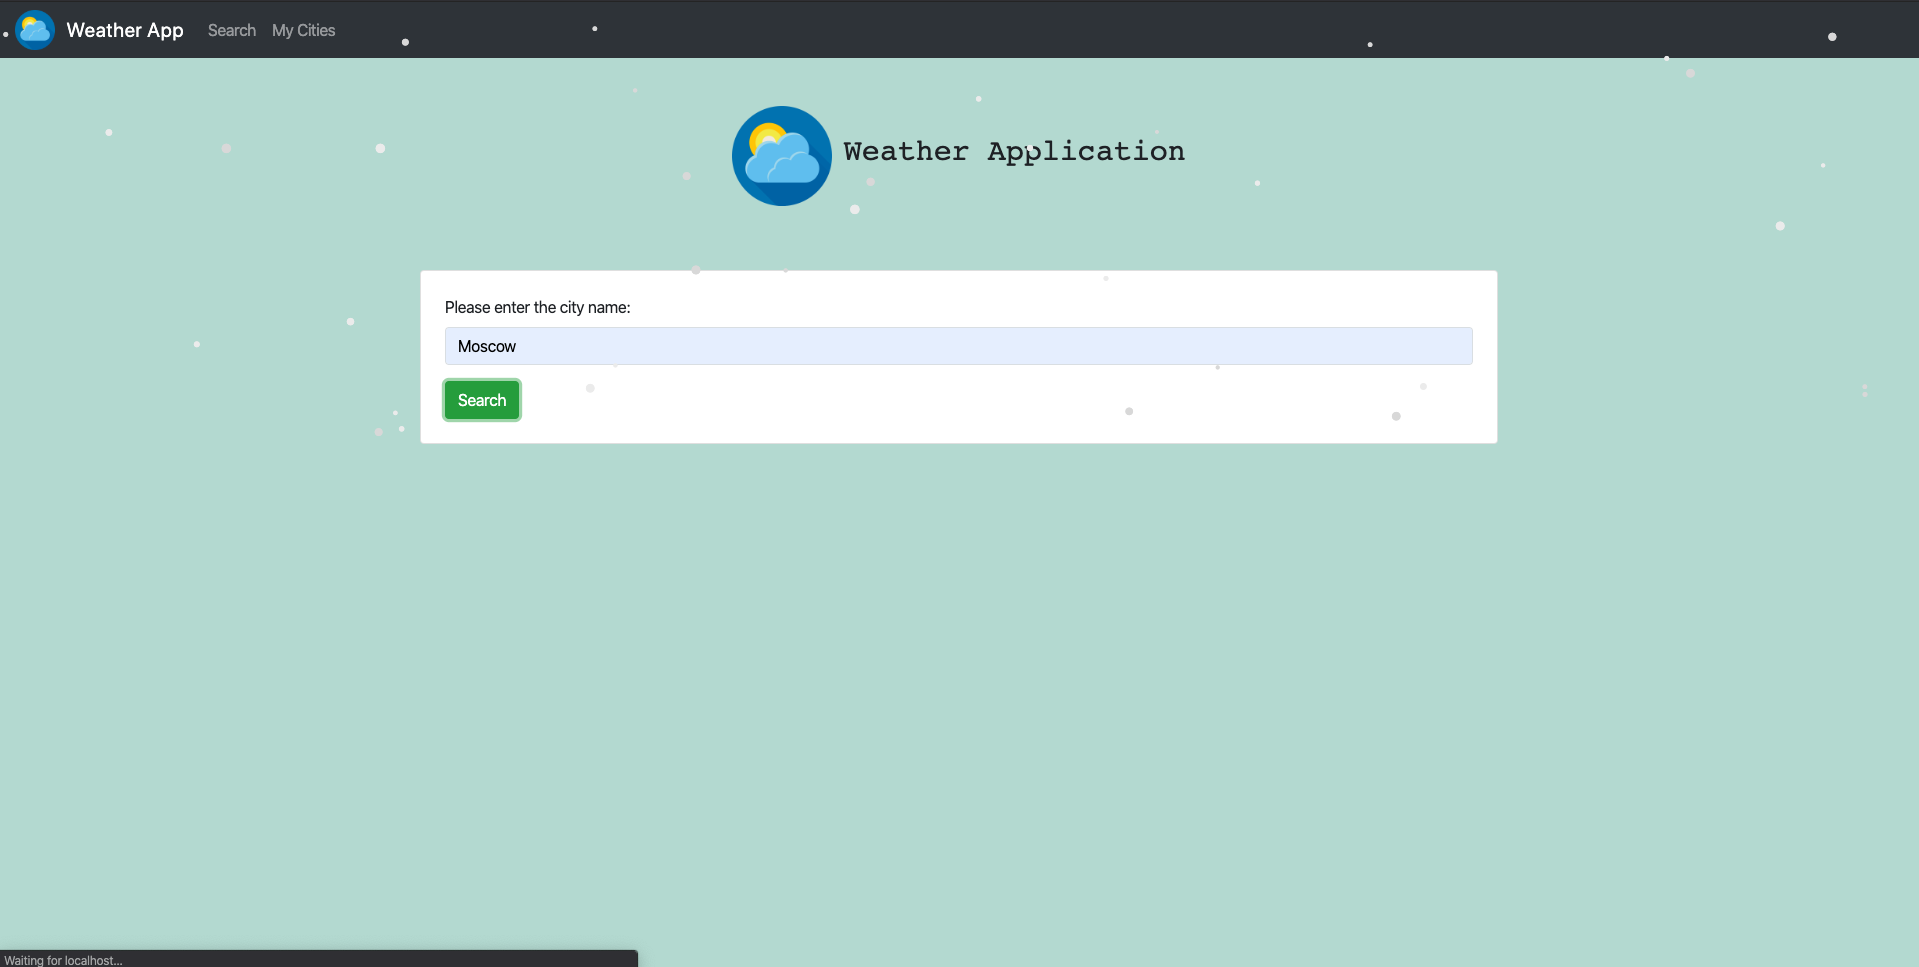 Weather App Search My Cities
Weather Application
Please enter the city name:
Moscow
Search
Waiting for localhost...